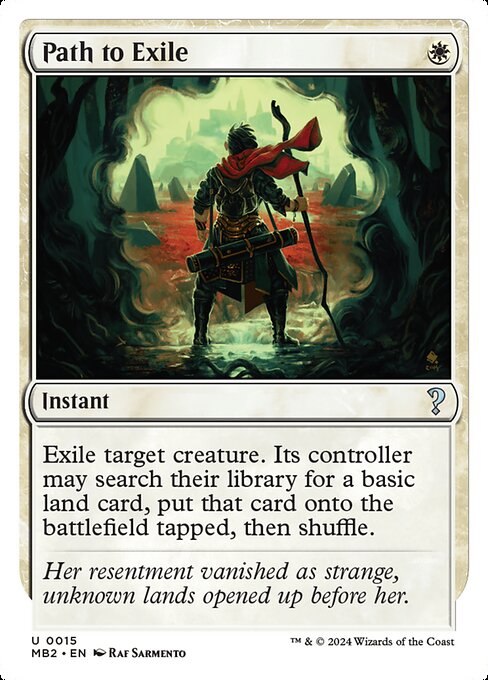 Path to Exile
Instant
Exile target creature. Its controller
may search their library for a basic
land card, put that card onto the
battlefield tapped, then shuffle.
Her resentment vanished as strange,
unknown lands opened up before her.
U 0015
MB2 • EN Raf Sarmento
™ & © 2024 Wizards of the Coast